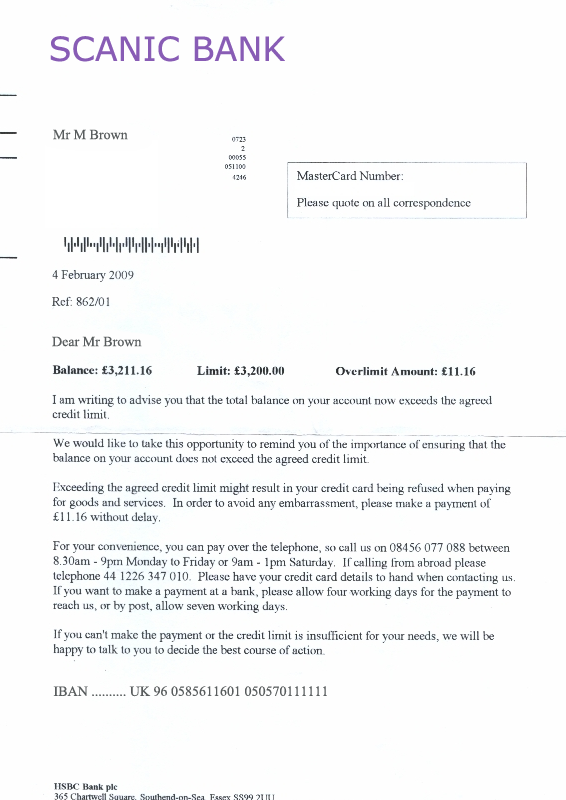 SCANIC BANK
Mr M Brown
0723
2
00055
051100
4246
MasterCard Number:
Please quote on all correspondence
4 February 2009
Ref: 862/01
Dear Mr Brown
Balance: £3,211.16 Limit: £3,200.00 Overlimit Amount: £11.16
I am writing to advise you that the total balance on your account now exceeds the agreed
credit limit.
We would like to take this opportunity to remind you of the importance of ensuring that the
balance on your account does not exceed the agreed credit limit.
Exceeding the agreed credit limit might result in your credit card being refused when paying
for goods and services. In order to avoid any embarrassment, please make a payment of
£11.16 without delay.
For your convenience, you can pay over the telephone, so call us on 08456 077 088 between
8.30am - 9pm Monday to Friday or 9am - 1pm Saturday. If calling from abroad please
telephone 44 1226 347 010. Please have your credit card details to hand when contacting us.
If you want to make a payment at a bank, please allow four working days for the payment to
reach us, or by post, allow seven working days.
If you can't make the payment or the credit limit is insufficient for your needs, we will be
happy to talk to you to decide the best course of action.
IBAN .......... UK 96 0585611601 050570111111
HSBC Bank plc
365 Chartwell Square, Southend-on-Sea, Essex SS99 2UU